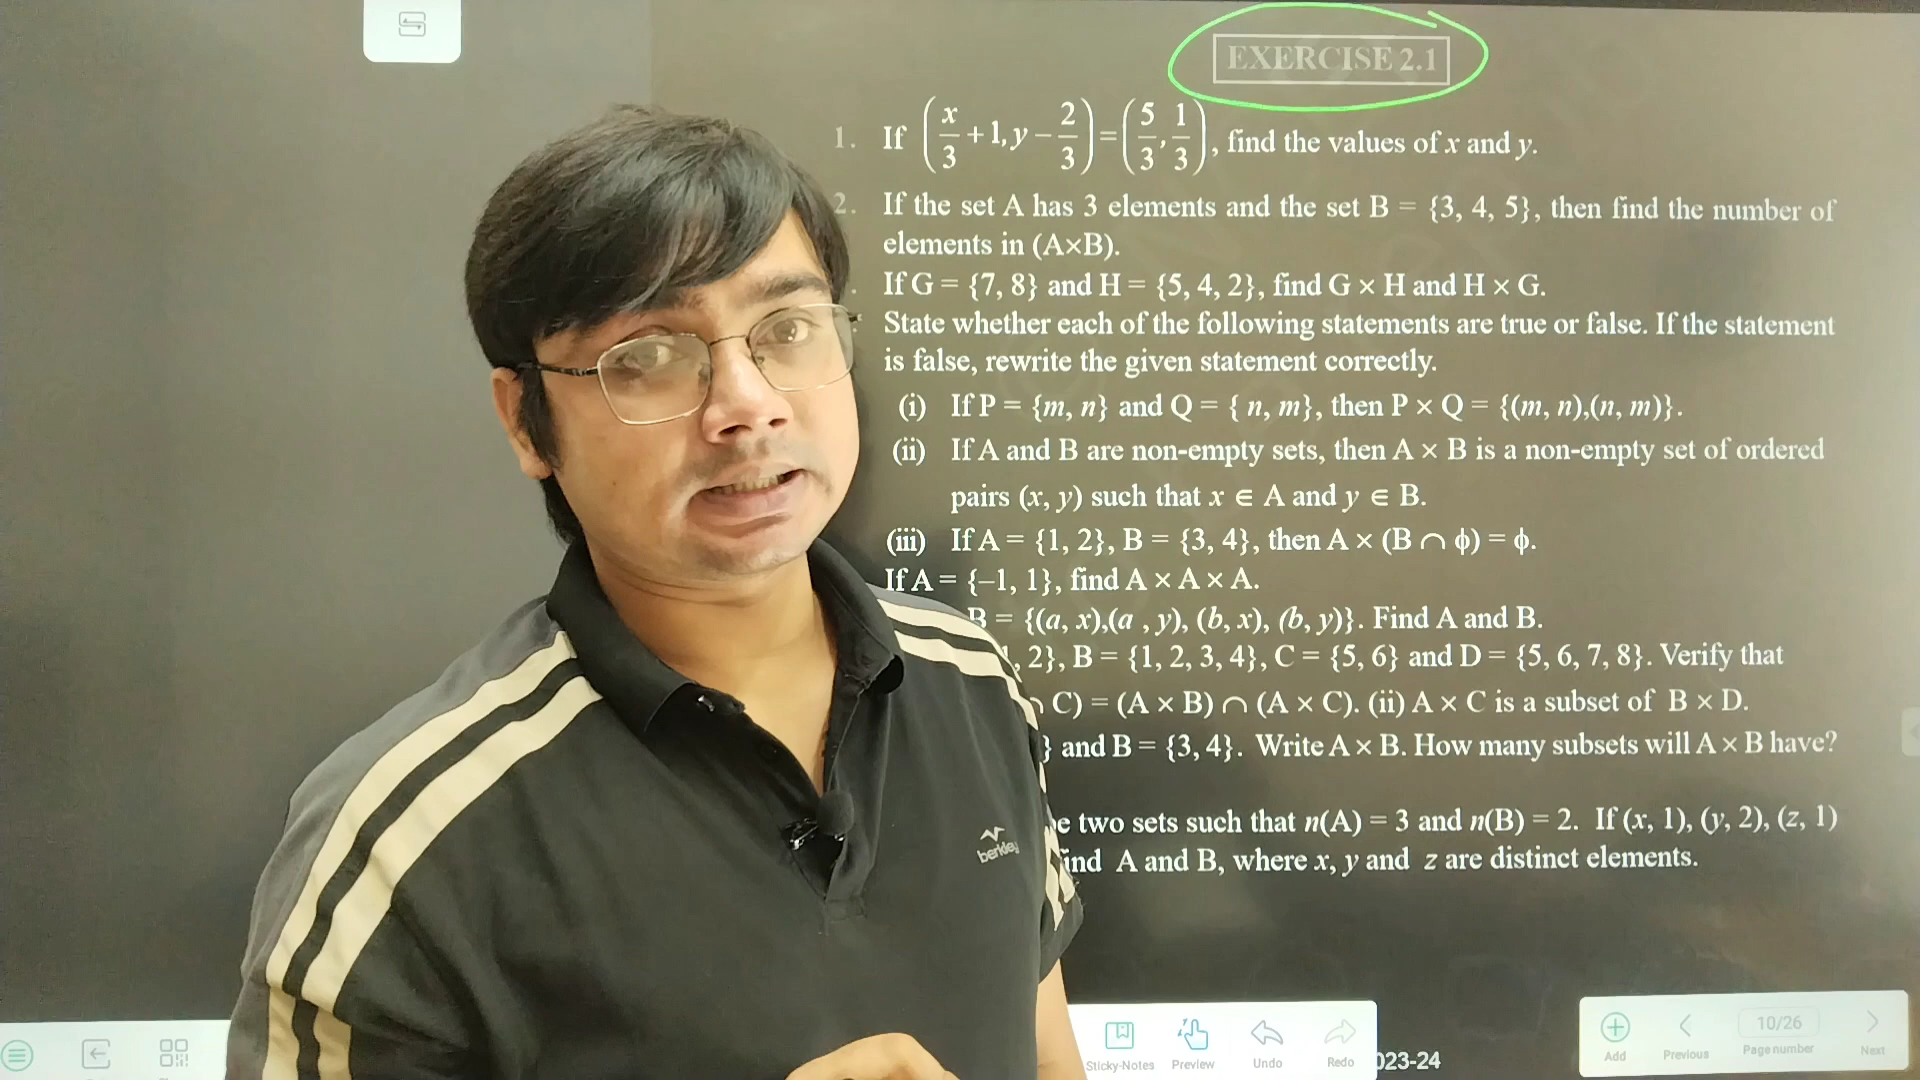 EXERCISE 2.1
1. If (x/3 + 1, y − 2/3) = (5/3, 1/3), find the values of x and y.
2. If the set A has 3 elements and the set B = {3, 4, 5}, then find the number of
elements in (A×B).
. If G = {7, 8} and H = {5, 4, 2}, find G × H and H × G.
State whether each of the following statements are true or false. If the statement
is false, rewrite the given statement correctly.
(i) If P = {m, n} and Q = { n, m}, then P × Q = {(m, n),(n, m)}.
(ii) If A and B are non-empty sets, then A × B is a non-empty set of ordered
pairs (x, y) such that x ∈ A and y ∈ B.
(iii) If A = {1, 2}, B = {3, 4}, then A × (B ∩ ϕ) = ϕ.
If A = {–1, 1}, find A × A × A.
B = {(a, x),(a , y), (b, x), (b, y)}. Find A and B.
, 2}, B = {1, 2, 3, 4}, C = {5, 6} and D = {5, 6, 7, 8}. Verify that
C) = (A × B) ∩ (A × C). (ii) A × C is a subset of B × D.
} and B = {3, 4}. Write A × B. How many subsets will A × B have?
two sets such that n(A) = 3 and n(B) = 2. If (x, 1), (y, 2), (z, 1)
A and B, where x, y and z are distinct elements.
berkley
Sticky-Notes Preview Undo Redo
023-24
Add Previous 10/26 Page number Next